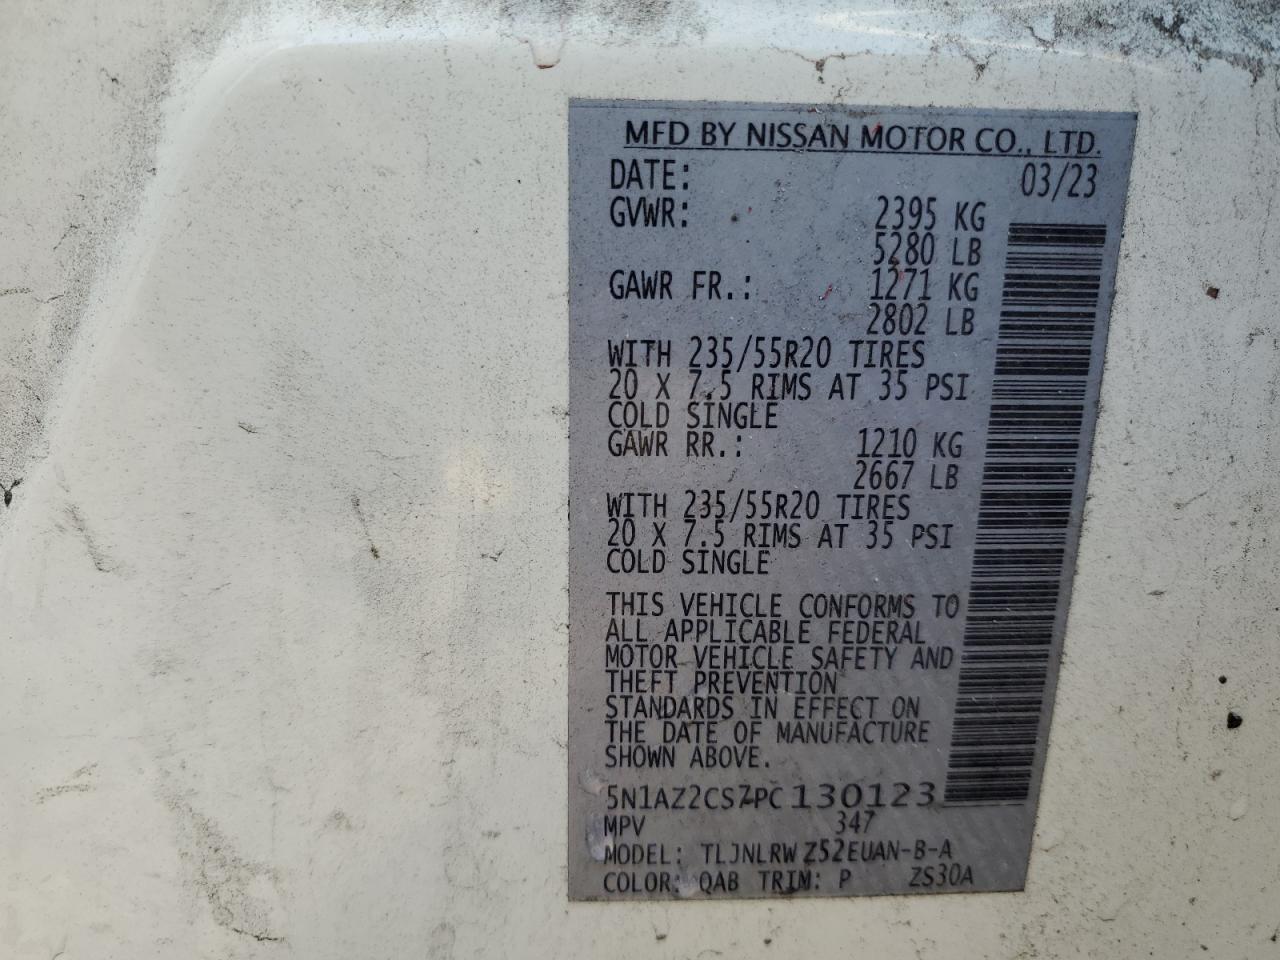 MFD BY NISSAN MOTOR CO., LTD.
DATE: 03/23
GVWR: 2395 KG
5280 LB
GAWR FR.: 1271 KG
2802 LB
WITH 235/55R20 TIRES
20 X 7.5 RIMS AT 35 PSI
COLD SINGLE
GAWR RR.: 1210 KG
2667 LB
WITH 235/55R20 TIRES
20 X 7.5 RIMS AT 35 PSI
COLD SINGLE
THIS VEHICLE CONFORMS TO
ALL APPLICABLE FEDERAL
MOTOR VEHICLE SAFETY AND
THEFT PREVENTION
STANDARDS IN EFFECT ON
THE DATE OF MANUFACTURE
SHOWN ABOVE.
5N1AZ2CS7PC130123
MPV 347
MODEL: TLJNLRW Z52EUAN-B-A
COLOR: QAB TRIM: P ZS30A